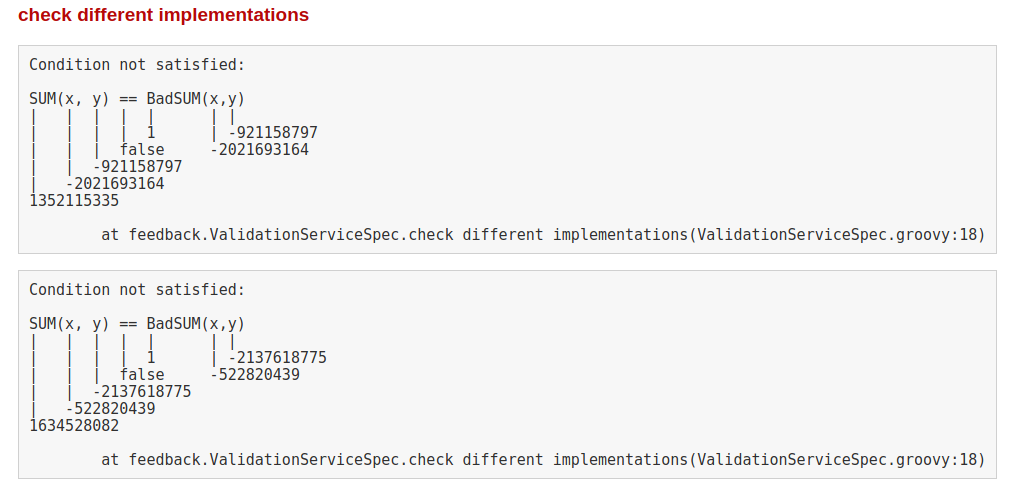 check different implementations
Condition not satisfied:
SUM(x, y) == BadSUM(x,y)
|   |  |  |  |      | |
|   |  |  |  1      | -921158797
|   |  |  false     -2021693164
|   |  -921158797
|   -2021693164
1352115335
        at feedback.ValidationServiceSpec.check different implementations(ValidationServiceSpec.groovy:18)
Condition not satisfied:
SUM(x, y) == BadSUM(x,y)
|   |  |  |  |      | |
|   |  |  |  1      | -2137618775
|   |  |  false     -522820439
|   |  -2137618775
|   -522820439
1634528082
        at feedback.ValidationServiceSpec.check different implementations(ValidationServiceSpec.groovy:18)